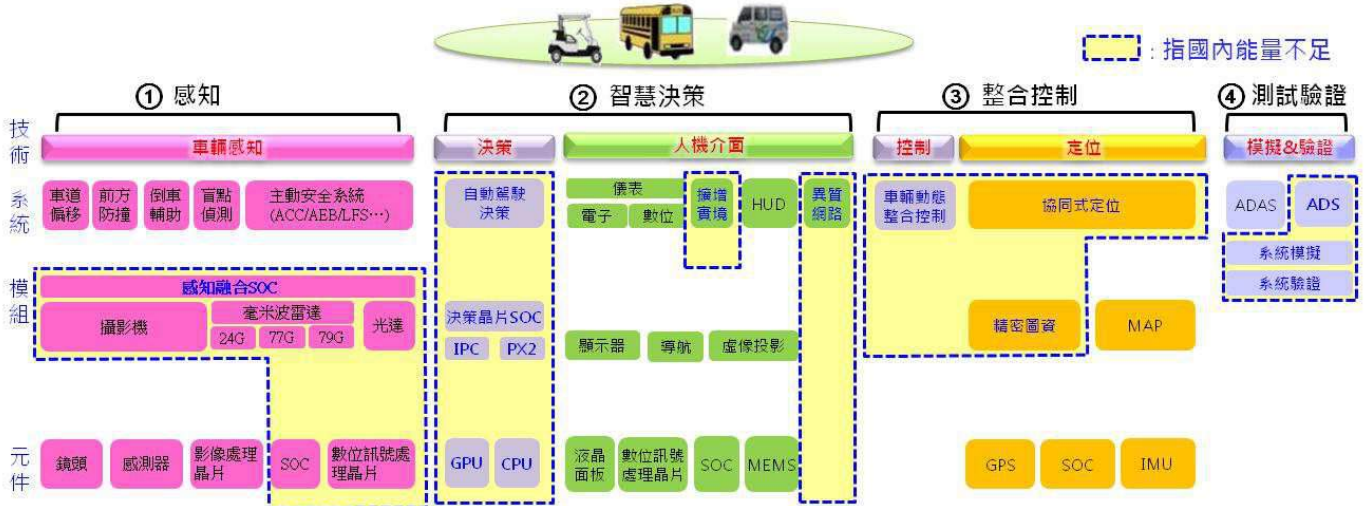 ：指國內能量不足
① 感知
② 智慧決策
③ 整合控制
④ 測試驗證
技術
車輛感知
決策
人機介面
控制
定位
模擬&驗證
系統
車道
偏移
前方
防撞
倒車
輔助
盲點
偵測
主動安全系統
(ACC/AEB/LFS…)
自動駕駛
決策
儀表
電子
數位
擴增
實境
HUD
異質
網路
車輛動態
整合控制
協同式定位
ADAS
ADS
系統模擬
系統驗證
模組
感知融合SOC
攝影機
毫米波雷達
24G
77G
79G
光達
決策晶片SOC
IPC
PX2
顯示器
導航
虛像投影
精密圖資
MAP
元件
鏡頭
感測器
影像處理
晶片
SOC
數位訊號處
理晶片
GPU
CPU
液晶
面板
數位訊號
處理晶片
SOC
MEMS
GPS
SOC
IMU